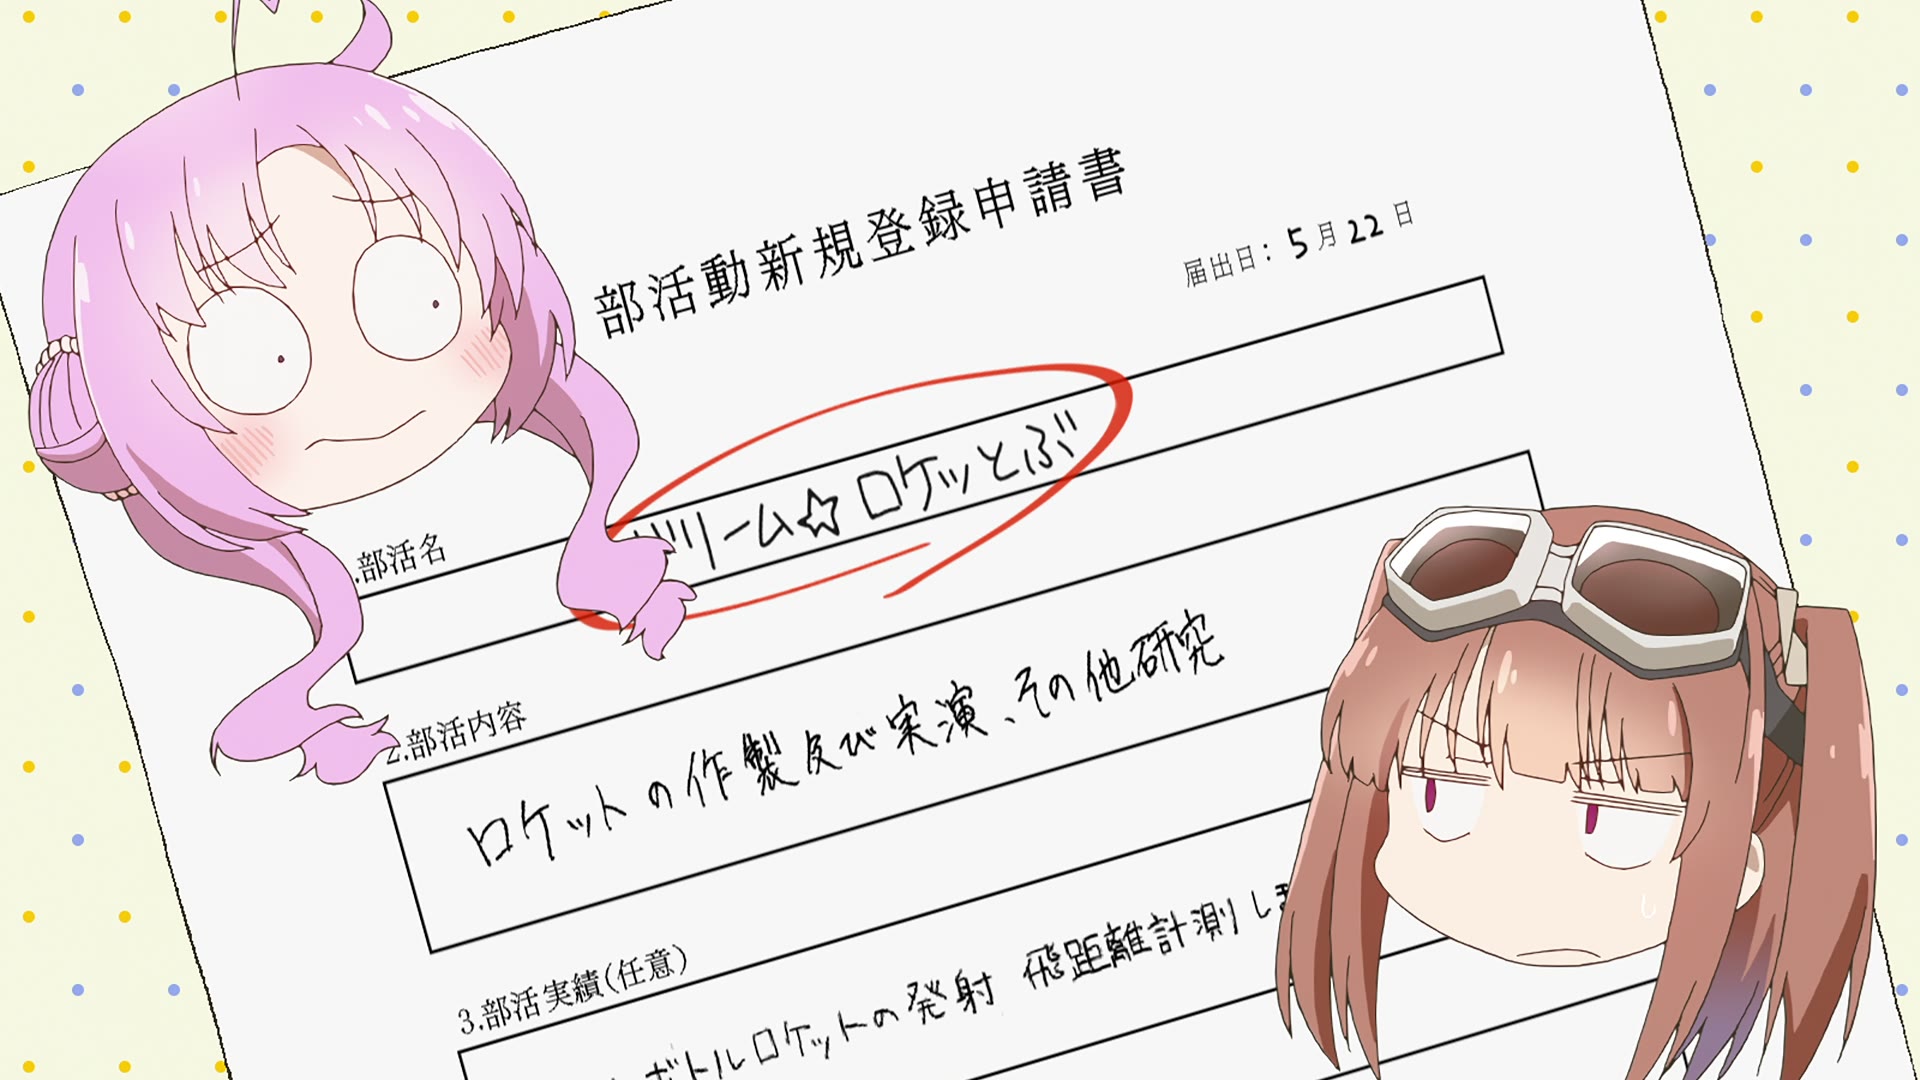 部活動新規登録申請書
届出日：5月22日
.部活名
ドリーム☆ロケッとぶ
2.部活内容
ロケットの作製及び実演、その他研究
3.部活実績(任意)
ボトルロケットの発射 飛距離計測しま